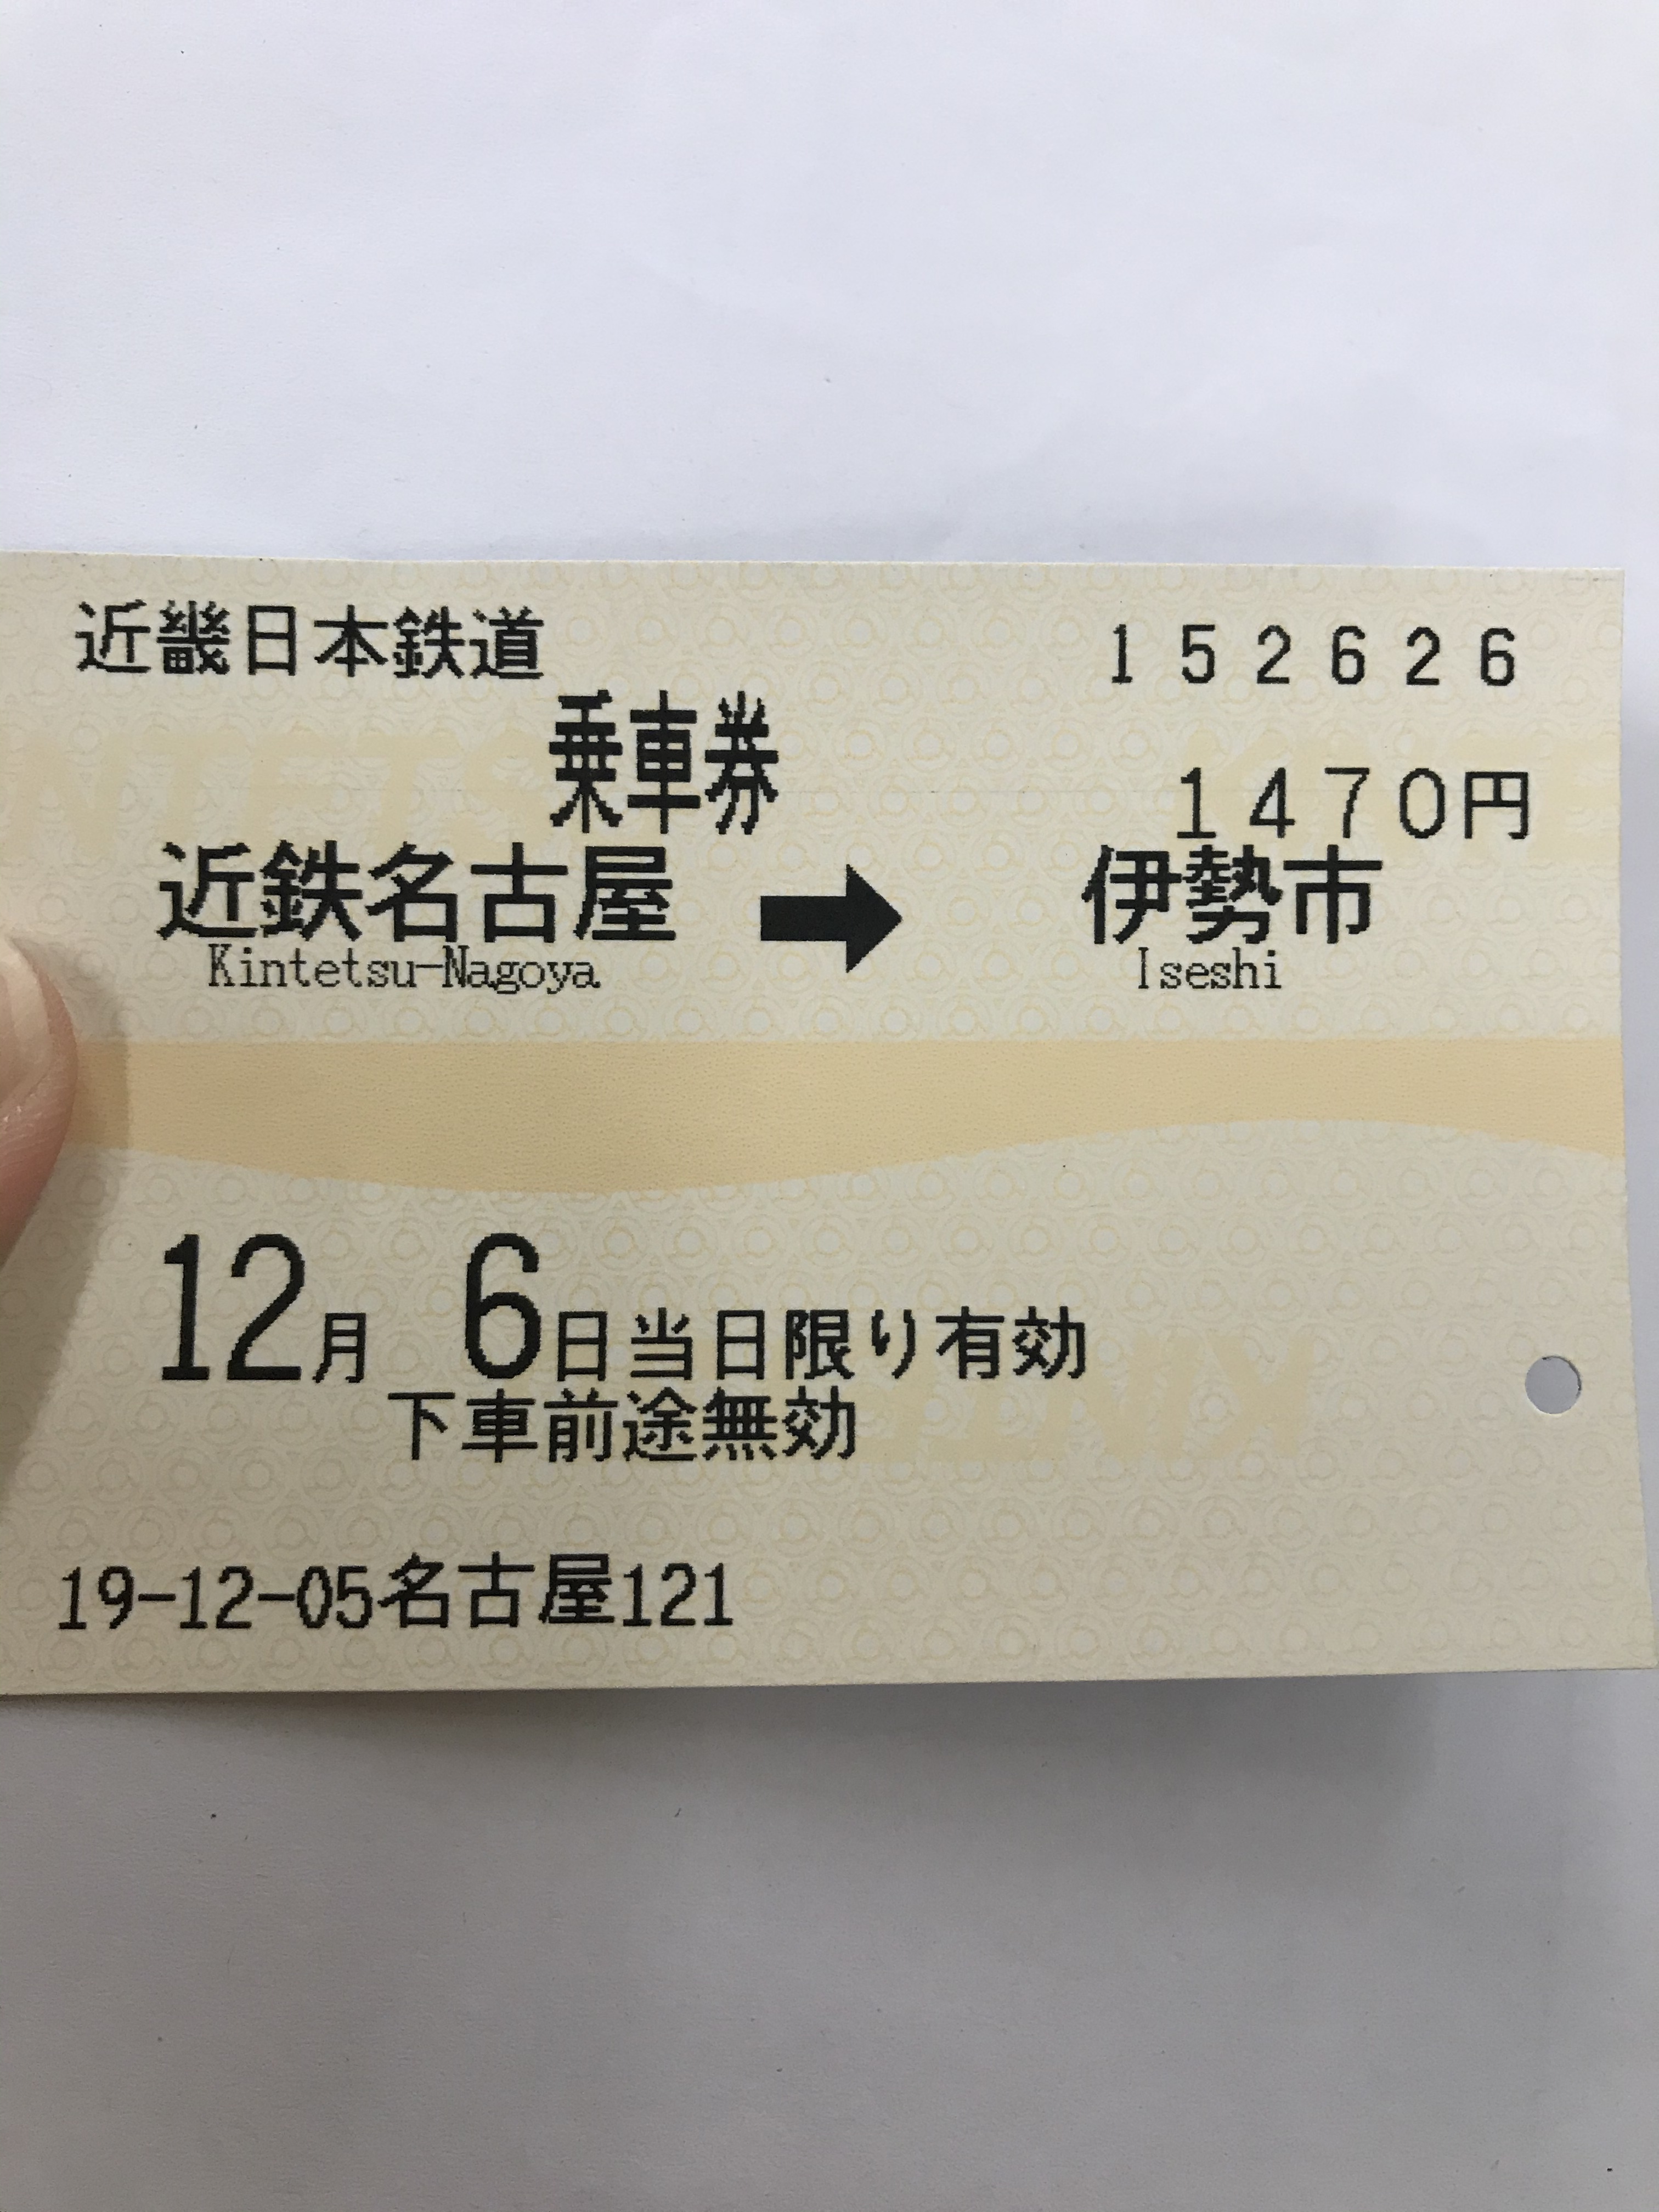 近畿日本鉄道 152626
乗車券
1470円
近鉄名古屋 ➡ 伊勢市
Kintetsu-Nagoya Iseshi
12月 6日当日限り有効
下車前途無効
19-12-05名古屋121